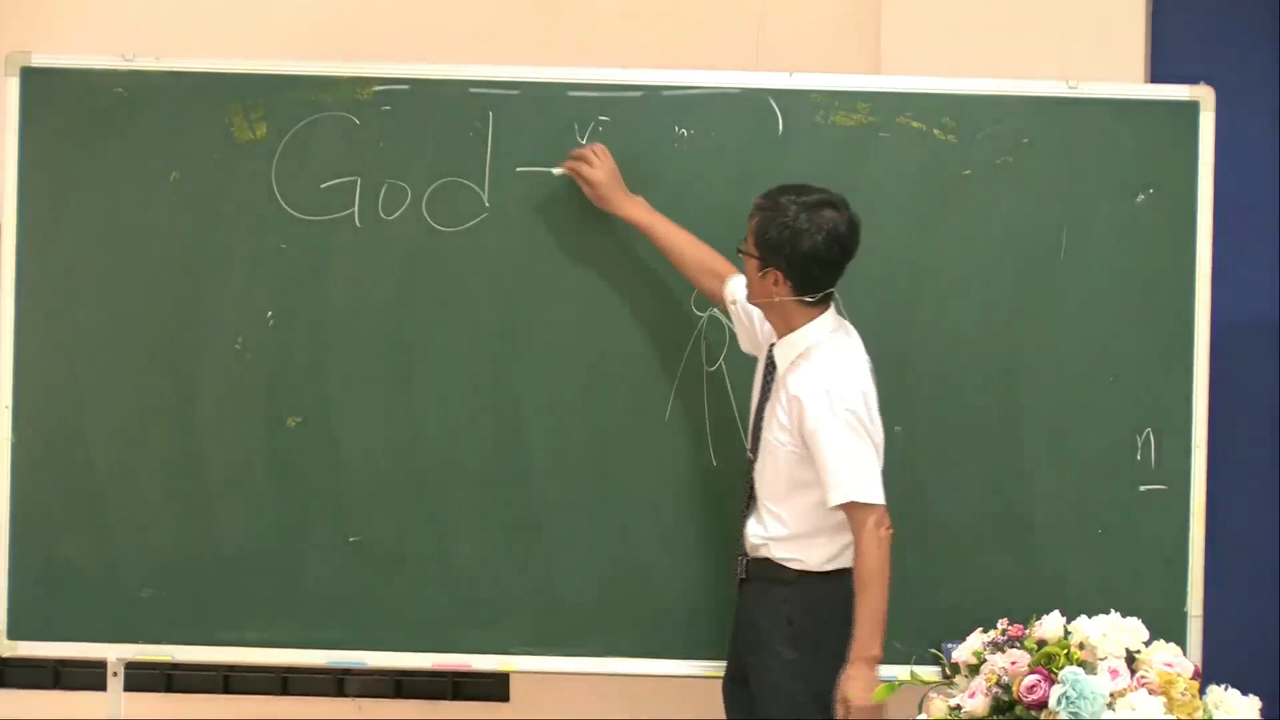 v. n. )
God —
n